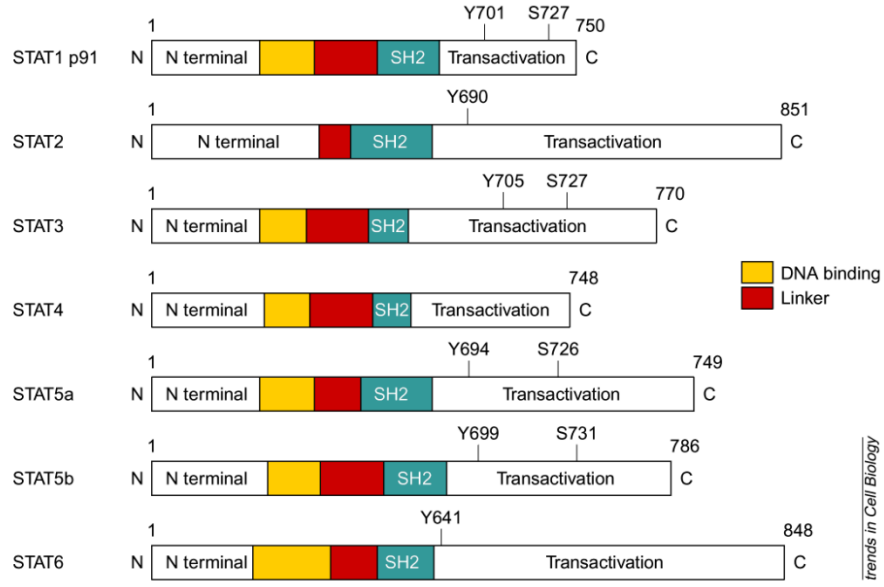 Y701 S727
1 750
STAT1 p91 N N terminal SH2 Transactivation C
Y690
1 851
STAT2 N N terminal SH2 Transactivation C
Y705 S727
1 770
STAT3 N N terminal SH2 Transactivation C
DNA binding
Linker
1 748
STAT4 N N terminal SH2 Transactivation C
Y694 S726
1 749
STAT5a N N terminal SH2 Transactivation C
Y699 S731
1 786
STAT5b N N terminal SH2 Transactivation C
Y641
1 848
STAT6 N N terminal SH2 Transactivation C
trends in Cell Biology